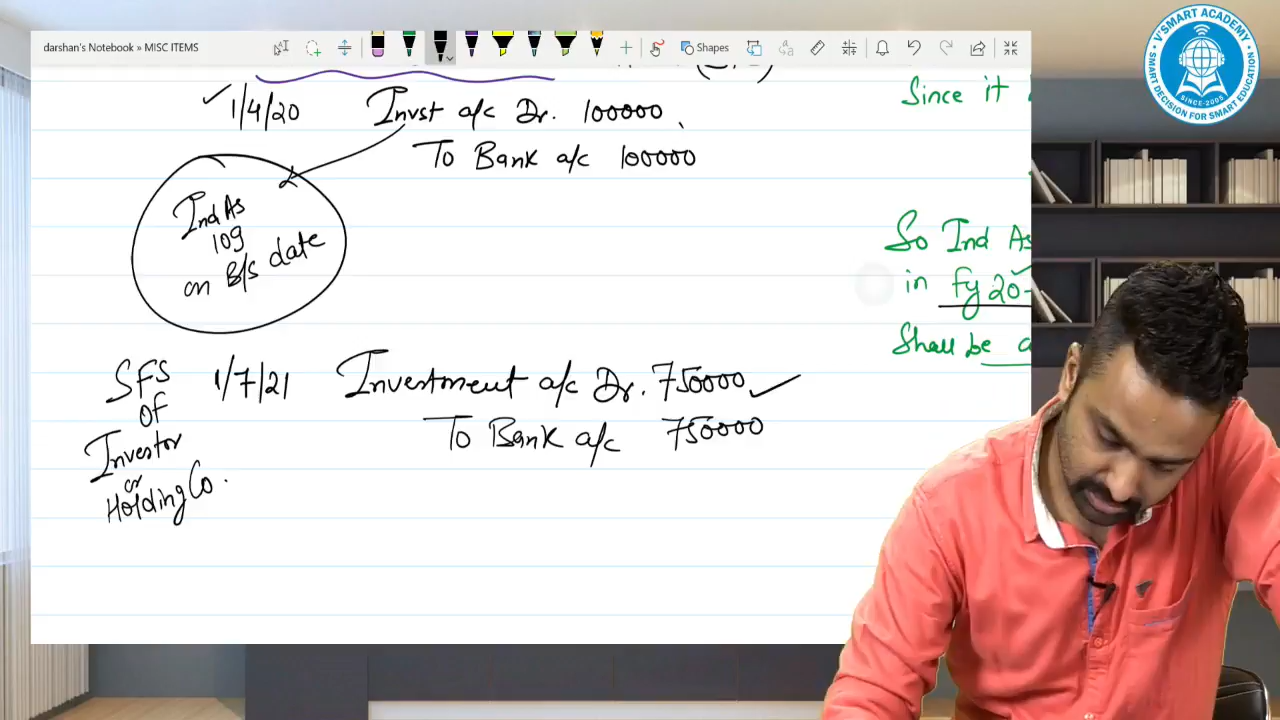 darshan's Notebook » MISC ITEMS
Shapes
V'SMART ACADEMY
SINCE-2005
SMART DECISION FOR SMART EDUCATION
Since it
1/4/20 Invst a/c Dr. 100000
To Bank a/c 100000
Ind As
109
on B/s date
So Ind As
in Fy 20-
Shall be
SFS 1/7/21 Investment a/c Dr. 750000
of To Bank a/c 750000
Investor
or
Holding Co.